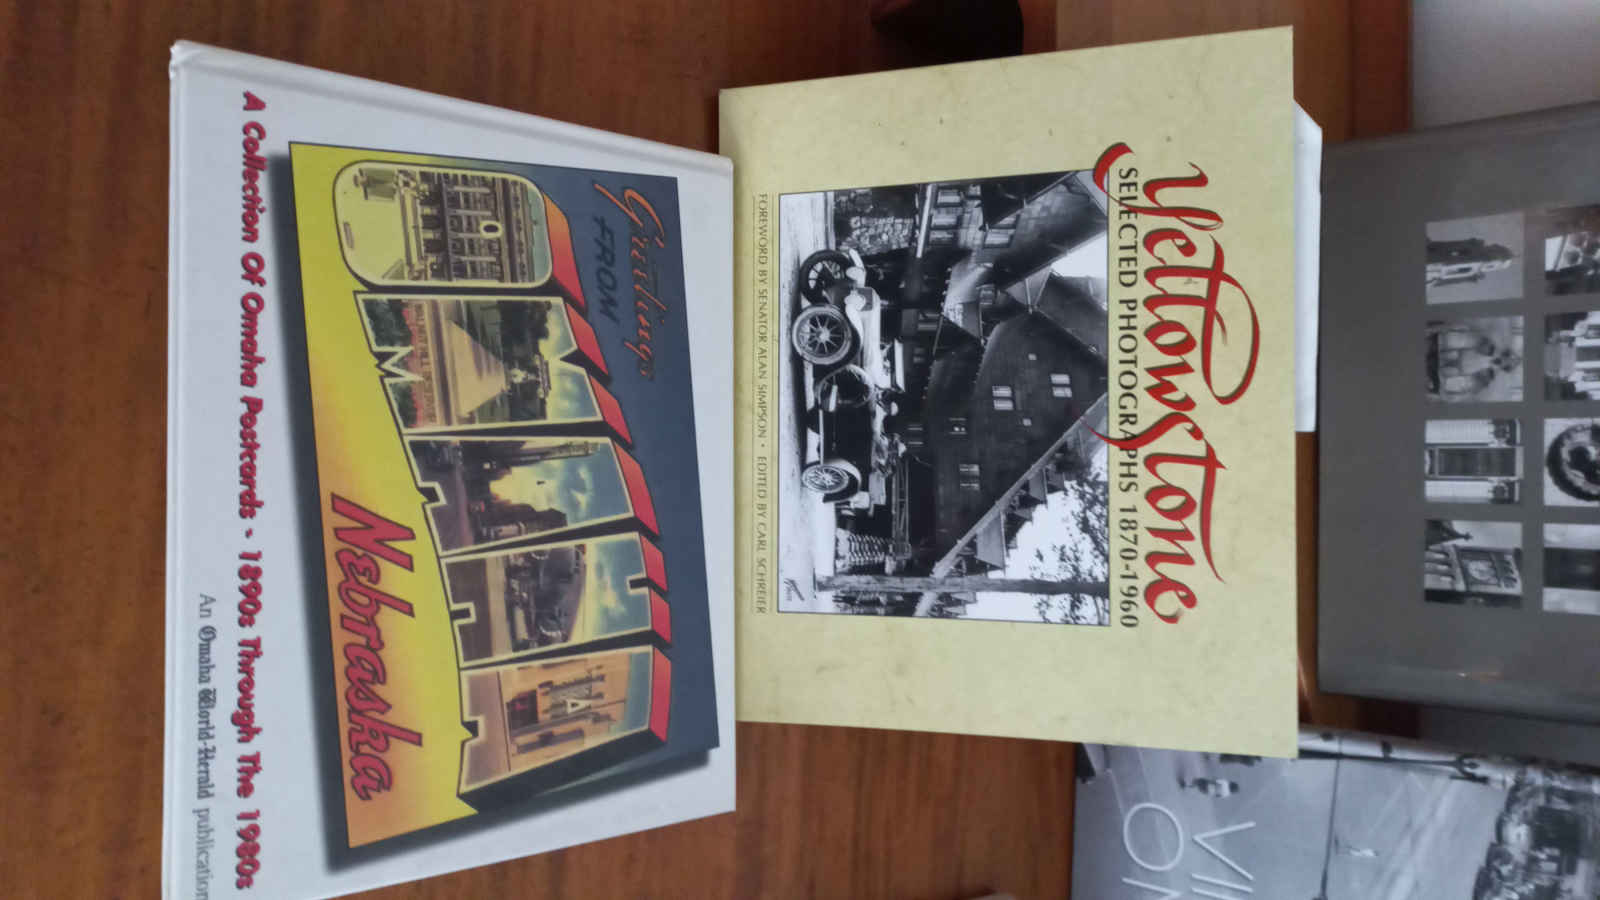 Yellowstone
SELECTED PHOTOGRAPHS 1870-1960
FOREWORD BY SENATOR ALAN SIMPSON • EDITED BY CARL SCHREIER
Greetings
FROM
OMAHA
Nebraska
A Collection Of Omaha Postcards - 1890s Through The 1980s
An Omaha World-Herald publication